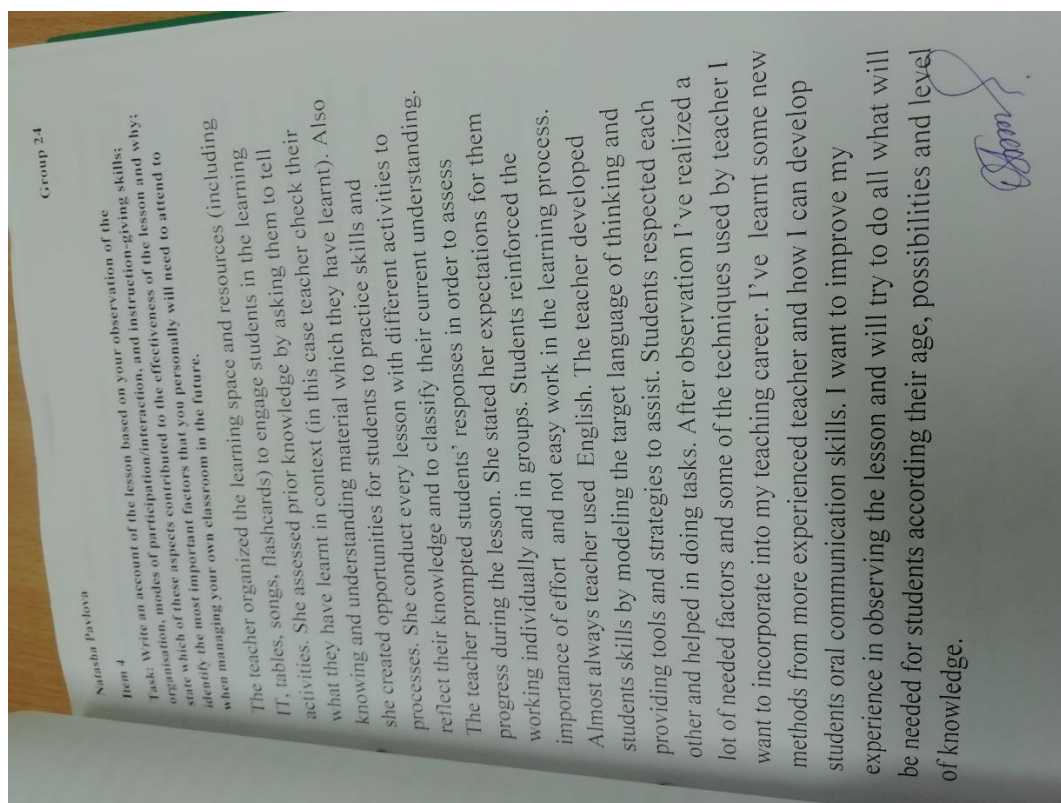 Group 24
Natasha Pavlova
Item 4
Task: Write an account of the lesson based on your observation of the
organisation, modes of participation/interaction, and instruction-giving skills;
state which of these aspects contributed to the effectiveness of the lesson and why;
identify the most important factors that you personally will need to attend to
when managing your own classroom in the future.
The teacher organized the learning space and resources (including
IT, tables, songs, flashcards) to engage students in the learning
activities. She assessed prior knowledge by asking them to tell
what they have learnt in context (in this case teacher check their
knowing and understanding material which they have learnt). Also
she created opportunities for students to practice skills and
processes. She conduct every lesson with different activities to
reflect their knowledge and to classify their current understanding.
The teacher prompted students' responses in order to assess
progress during the lesson. She stated her expectations for them
working individually and in groups. Students reinforced the
importance of effort and not easy work in the learning process.
Almost always teacher used English. The teacher developed
students skills by modeling the target language of thinking and
providing tools and strategies to assist. Students respected each
other and helped in doing tasks. After observation I've realized a
lot of needed factors and some of the techniques used by teacher I
want to incorporate into my teaching career. I've learnt some new
methods from more experienced teacher and how I can develop
students oral communication skills. I want to improve my
experience in observing the lesson and will try to do all what will
be needed for students according their age, possibilities and level
of knowledge.